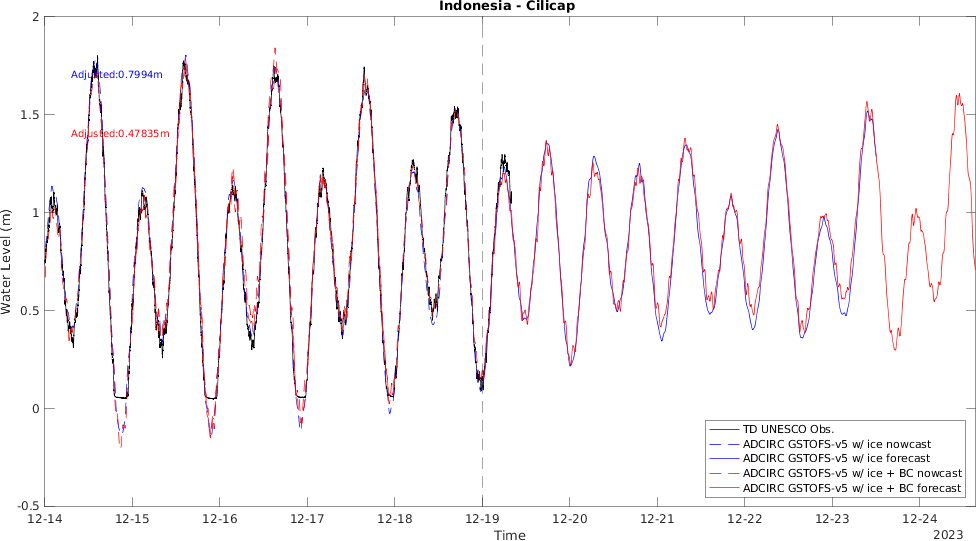 Indonesia - Cilicap
Water Level (m)
2
1.5
1
0.5
0
-0.5
Adjusted:0.7994m
Adjusted:0.47835m
TD UNESCO Obs.
ADCIRC GSTOFS-v5 w/ ice nowcast
ADCIRC GSTOFS-v5 w/ ice forecast
ADCIRC GSTOFS-v5 w/ ice + BC nowcast
ADCIRC GSTOFS-v5 w/ ice + BC forecast
12-14 12-15 12-16 12-17 12-18 12-19 12-20 12-21 12-22 12-23 12-24
Time
2023